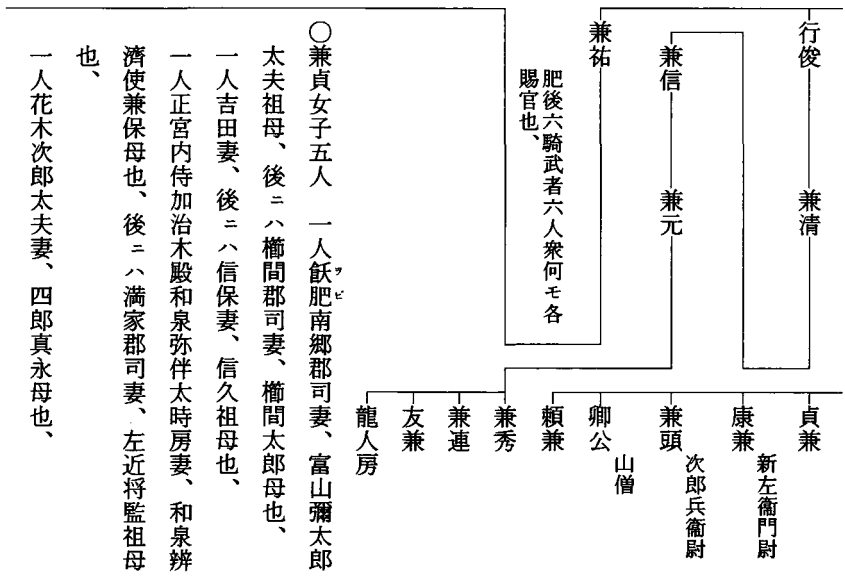 行俊
兼清
兼信
兼元
兼祐
肥後六騎武者六人衆何モ各
賜官也、
貞兼
康兼
新左衞門尉
兼頭
次郎兵衞尉
卿公
山僧
頼兼
兼秀
兼連
友兼
龍人房
○兼貞女子五人　一人飫肥南郷郡司妻、富山彌太郎
ヲビ
太夫祖母、後ニハ櫛間郡司妻、櫛間太郎母也、
一人吉田妻、後ニハ信保妻、信久祖母也、
一人正宮内侍加治木殿和泉弥伴太時房妻、和泉辨
濟使兼保母也、後ニハ満家郡司妻、左近将監祖母
也、
一人花木次郎太夫妻、四郎真永母也、